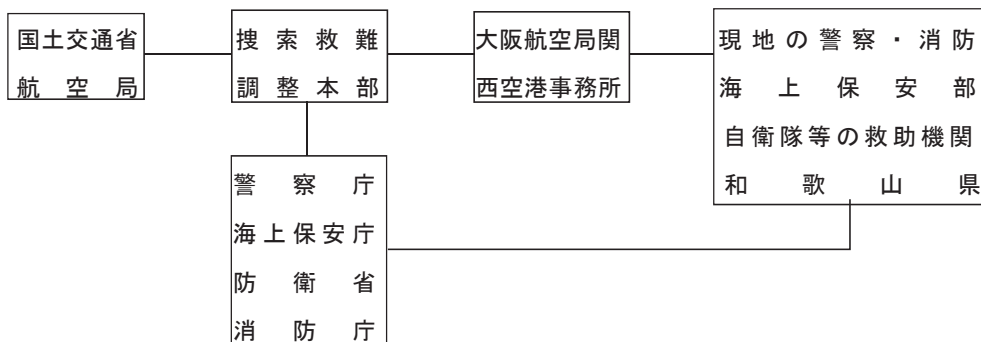 国土交通省
航空局
捜索救難
調整本部
大阪航空局関
西空港事務所
現地の警察・消防
海上保安部
自衛隊等の救助機関
和歌山県
警察庁
海上保安庁
防衛省
消防庁